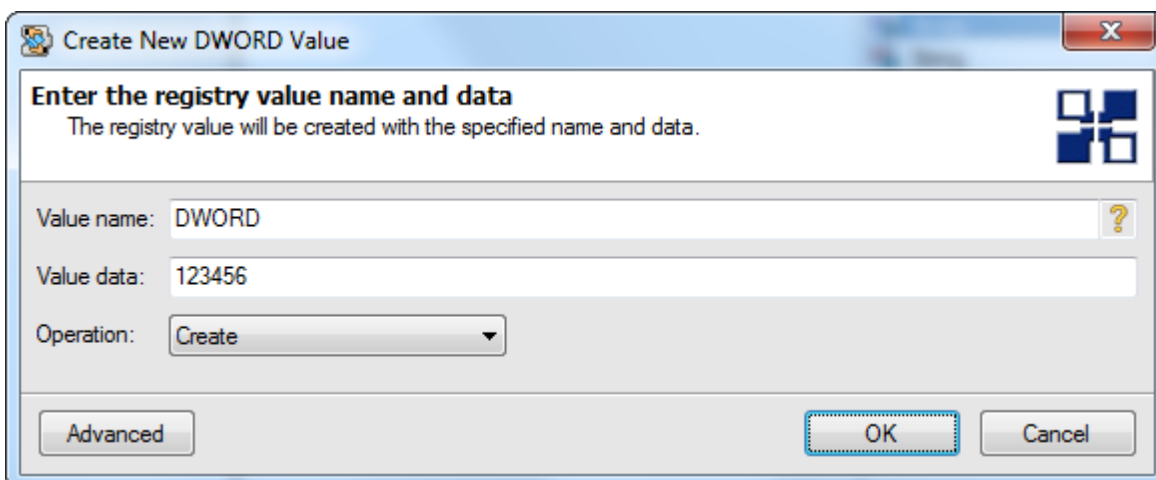 Create New DWORD Value
Enter the registry value name and data
The registry value will be created with the specified name and data.
Value name: DWORD
Value data: 123456
Operation: Create
Advanced OK Cancel